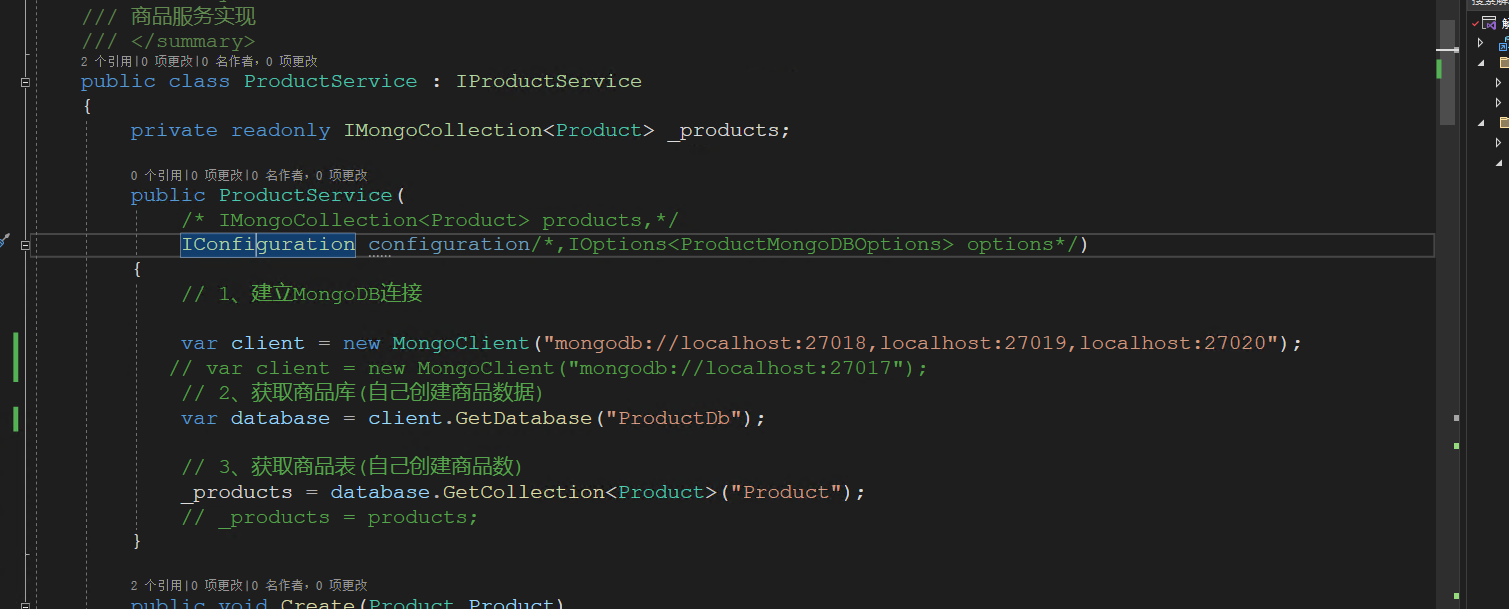 /// 商品服务实现
/// </summary>
2 个引用|0 项更改|0 名作者，0 项更改
public class ProductService : IProductService
{
private readonly IMongoCollection<Product> _products;
0 个引用|0 项更改|0 名作者，0 项更改
public ProductService(
/* IMongoCollection<Product> products,*/
IConfiguration configuration/*,IOptions<ProductMongoDBOptions> options*/)
{
// 1、建立MongoDB连接
var client = new MongoClient("mongodb://localhost:27018,localhost:27019,localhost:27020");
// var client = new MongoClient("mongodb://localhost:27017");
// 2、获取商品库(自己创建商品数据)
var database = client.GetDatabase("ProductDb");
// 3、获取商品表(自己创建商品数)
_products = database.GetCollection<Product>("Product");
// _products = products;
}
2 个引用|0 项更改|0 名作者，0 项更改
public void Create(Product Product)